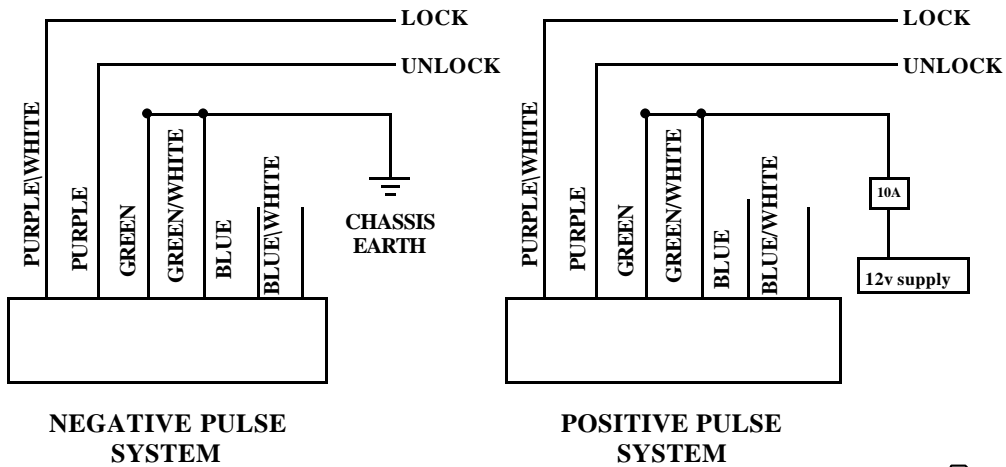 LOCK
UNLOCK
PURPLE\WHITE
PURPLE
GREEN
GREEN/WHITE
BLUE
BLUE\WHITE
CHASSIS
EARTH
NEGATIVE PULSE
SYSTEM
LOCK
UNLOCK
PURPLE\WHITE
PURPLE
GREEN
GREEN/WHITE
BLUE
BLUE/WHITE
10A
12v supply
POSITIVE PULSE
SYSTEM